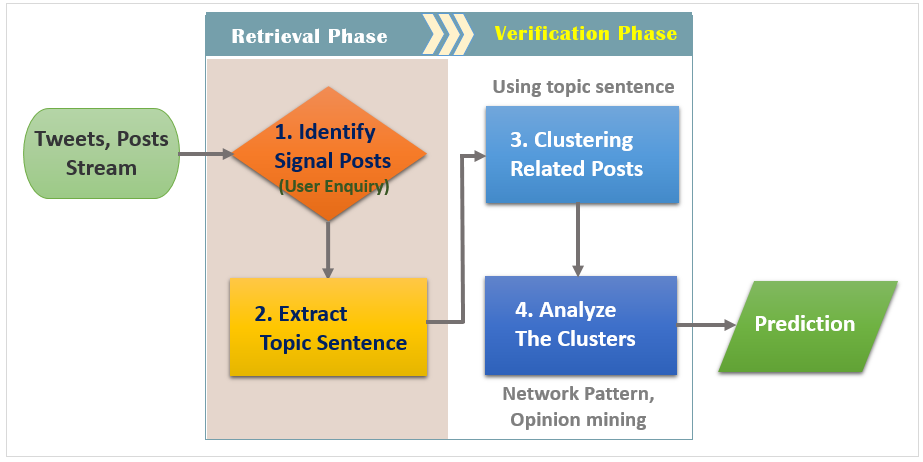 Retrieval Phase
Verification Phase
Tweets, Posts
Stream
1. Identify
Signal Posts
(User Enquiry)
2. Extract
Topic Sentence
Using topic sentence
3. Clustering
Related Posts
4. Analyze
The Clusters
Network Pattern,
Opinion mining
Prediction